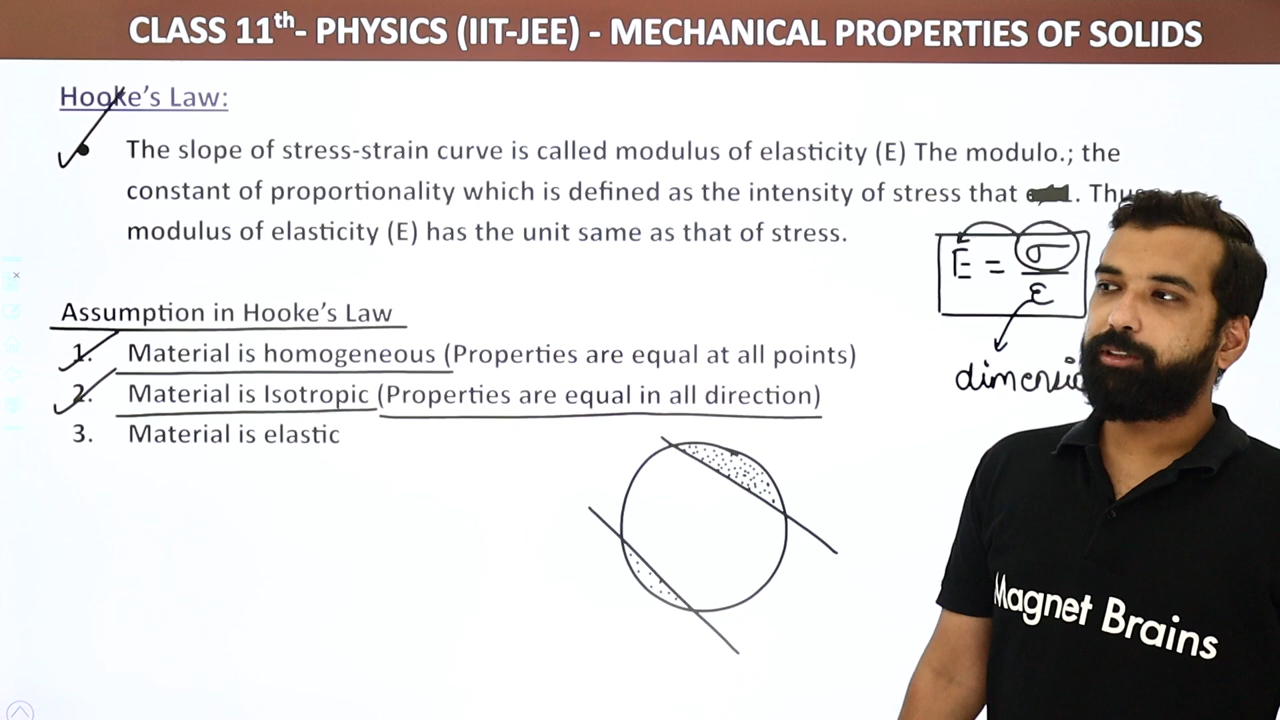 CLASS 11th- PHYSICS (IIT-JEE) - MECHANICAL PROPERTIES OF SOLIDS
Hooke's Law:
• The slope of stress-strain curve is called modulus of elasticity (E) The modulo.; the
constant of proportionality which is defined as the intensity of stress that . Thus
modulus of elasticity (E) has the unit same as that of stress.
E = σ/ε
Assumption in Hooke's Law
1. Material is homogeneous (Properties are equal at all points)
2. Material is Isotropic (Properties are equal in all direction)
3. Material is elastic
Magnet Brains